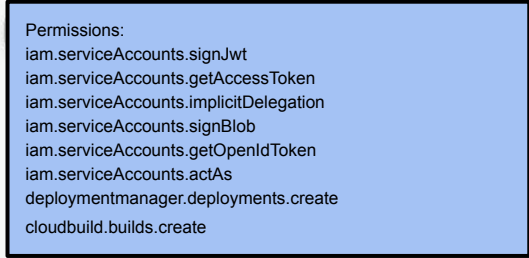 Permissions:
iam.serviceAccounts.signJwt
iam.serviceAccounts.getAccessToken
iam.serviceAccounts.implicitDelegation
iam.serviceAccounts.signBlob
iam.serviceAccounts.getOpenIdToken
iam.serviceAccounts.actAs
deploymentmanager.deployments.create
cloudbuild.builds.create